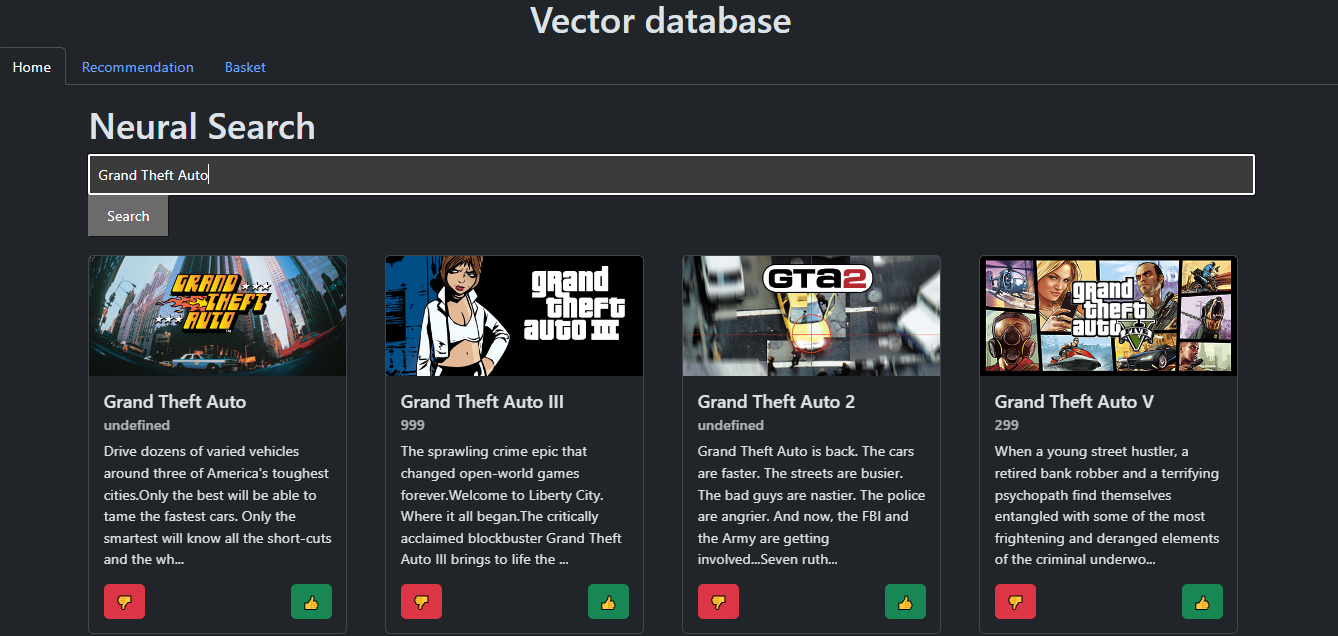 Vector database
Home
Recommendation
Basket
Neural Search
Grand Theft Auto
Search
GRAND
THEFT
AUTO
grand
theft
auto III
GTA2
grand
theft
auto
V
Grand Theft Auto
undefined
Drive dozens of varied vehicles
around three of America's toughest
cities.Only the best will be able to
tame the fastest cars. Only the
smartest will know all the short-cuts
and the wh...
Grand Theft Auto III
999
The sprawling crime epic that
changed open-world games
forever.Welcome to Liberty City.
Where it all began.The critically
acclaimed blockbuster Grand Theft
Auto III brings to life the ...
Grand Theft Auto 2
undefined
Grand Theft Auto is back. The cars
are faster. The streets are busier.
The bad guys are nastier. The police
are angrier. And now, the FBI and
the Army are getting
involved...Seven ruth...
Grand Theft Auto V
299
When a young street hustler, a
retired bank robber and a terrifying
psychopath find themselves
entangled with some of the most
frightening and deranged elements
of the criminal underwo...